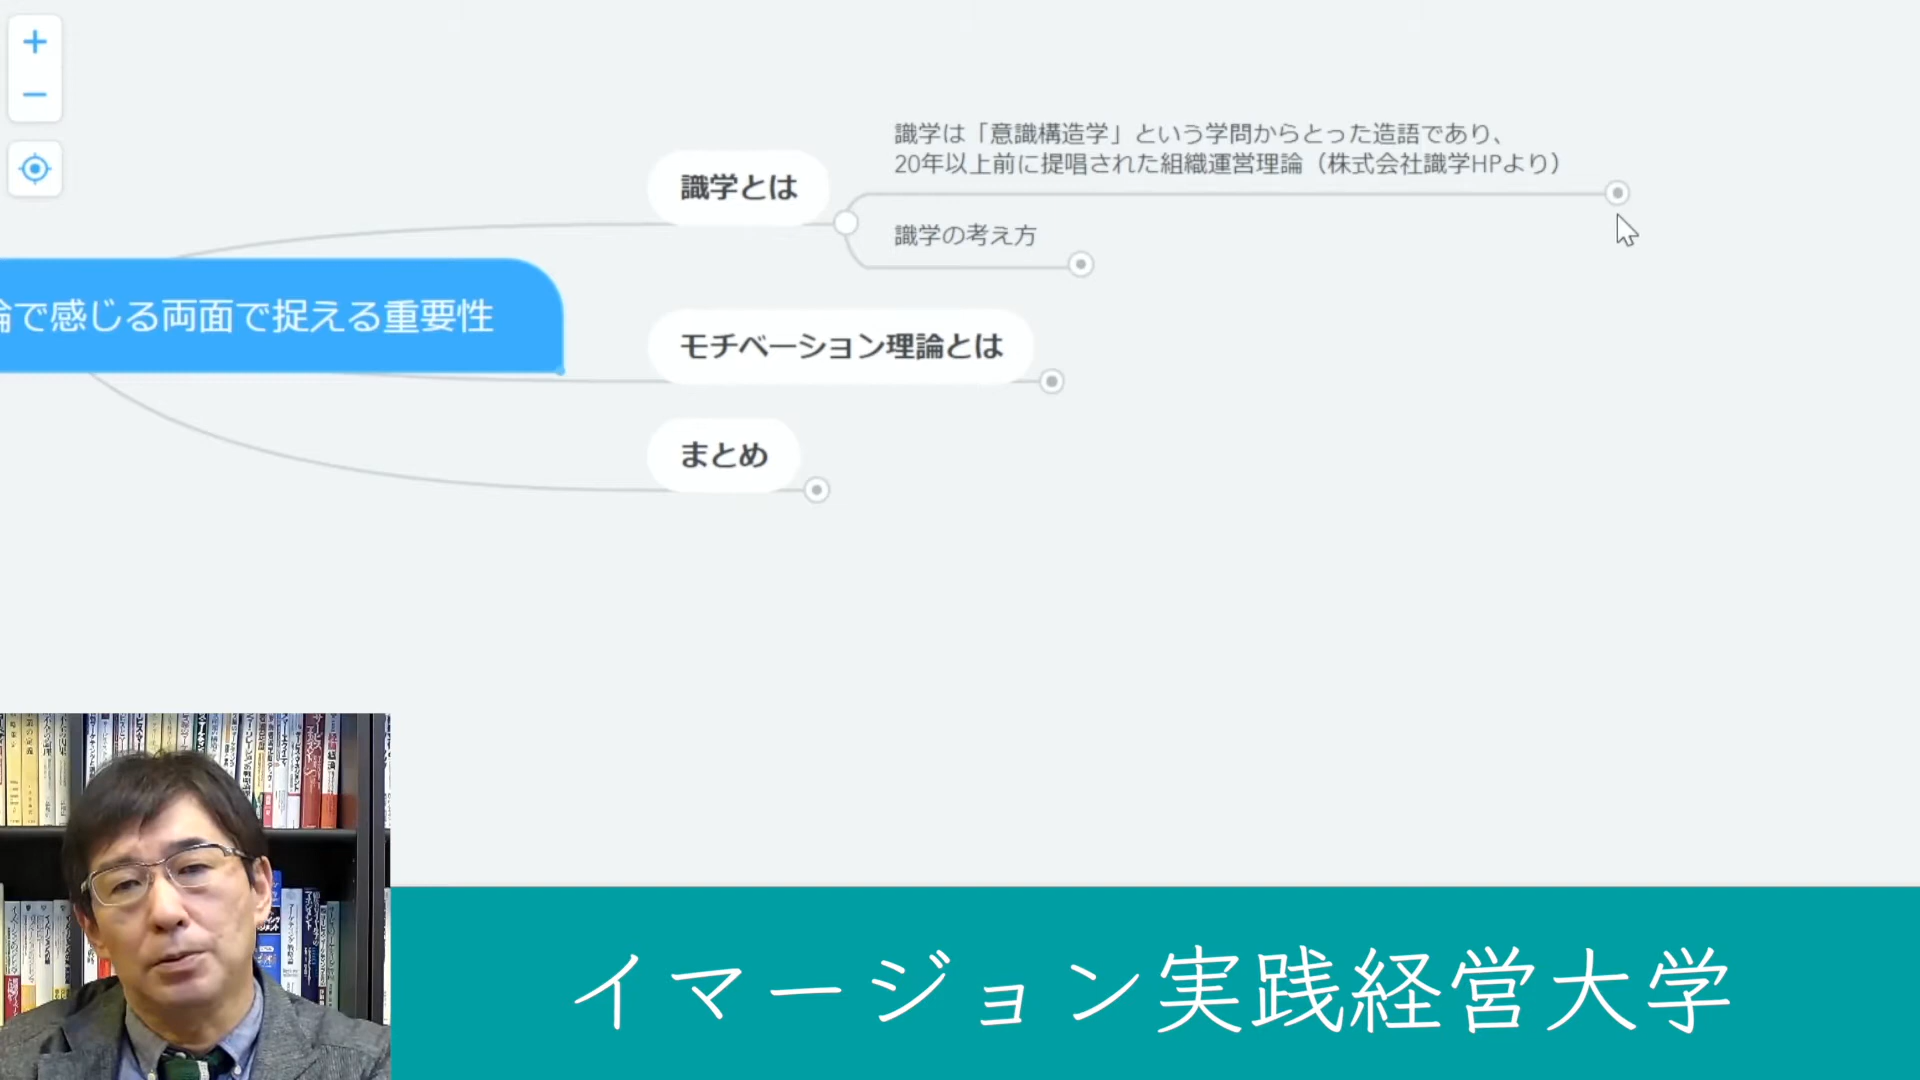 識学は「意識構造学」という学問からとった造語であり、
20年以上前に提唱された組織運営理論（株式会社識学HPより）
識学とは
識学の考え方
で感じる両面で捉える重要性
モチベーション理論とは
まとめ
イマージョン実践経営大学